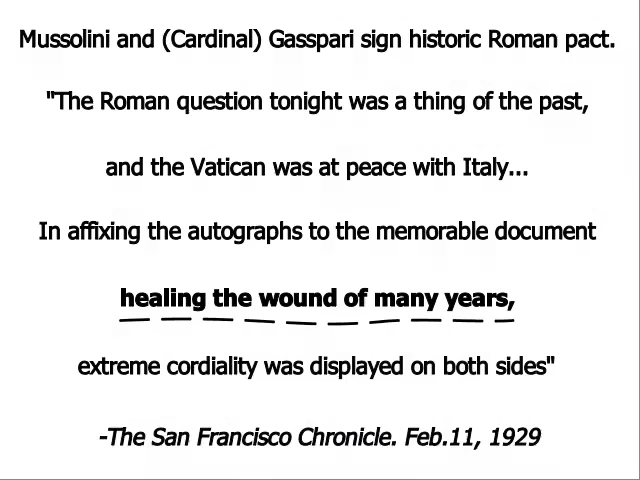 Mussolini and (Cardinal) Gasspari sign historic Roman pact.
"The Roman question tonight was a thing of the past,
and the Vatican was at peace with Italy...
In affixing the autographs to the memorable document
healing the wound of many years,
extreme cordiality was displayed on both sides"
-The San Francisco Chronicle. Feb.11, 1929